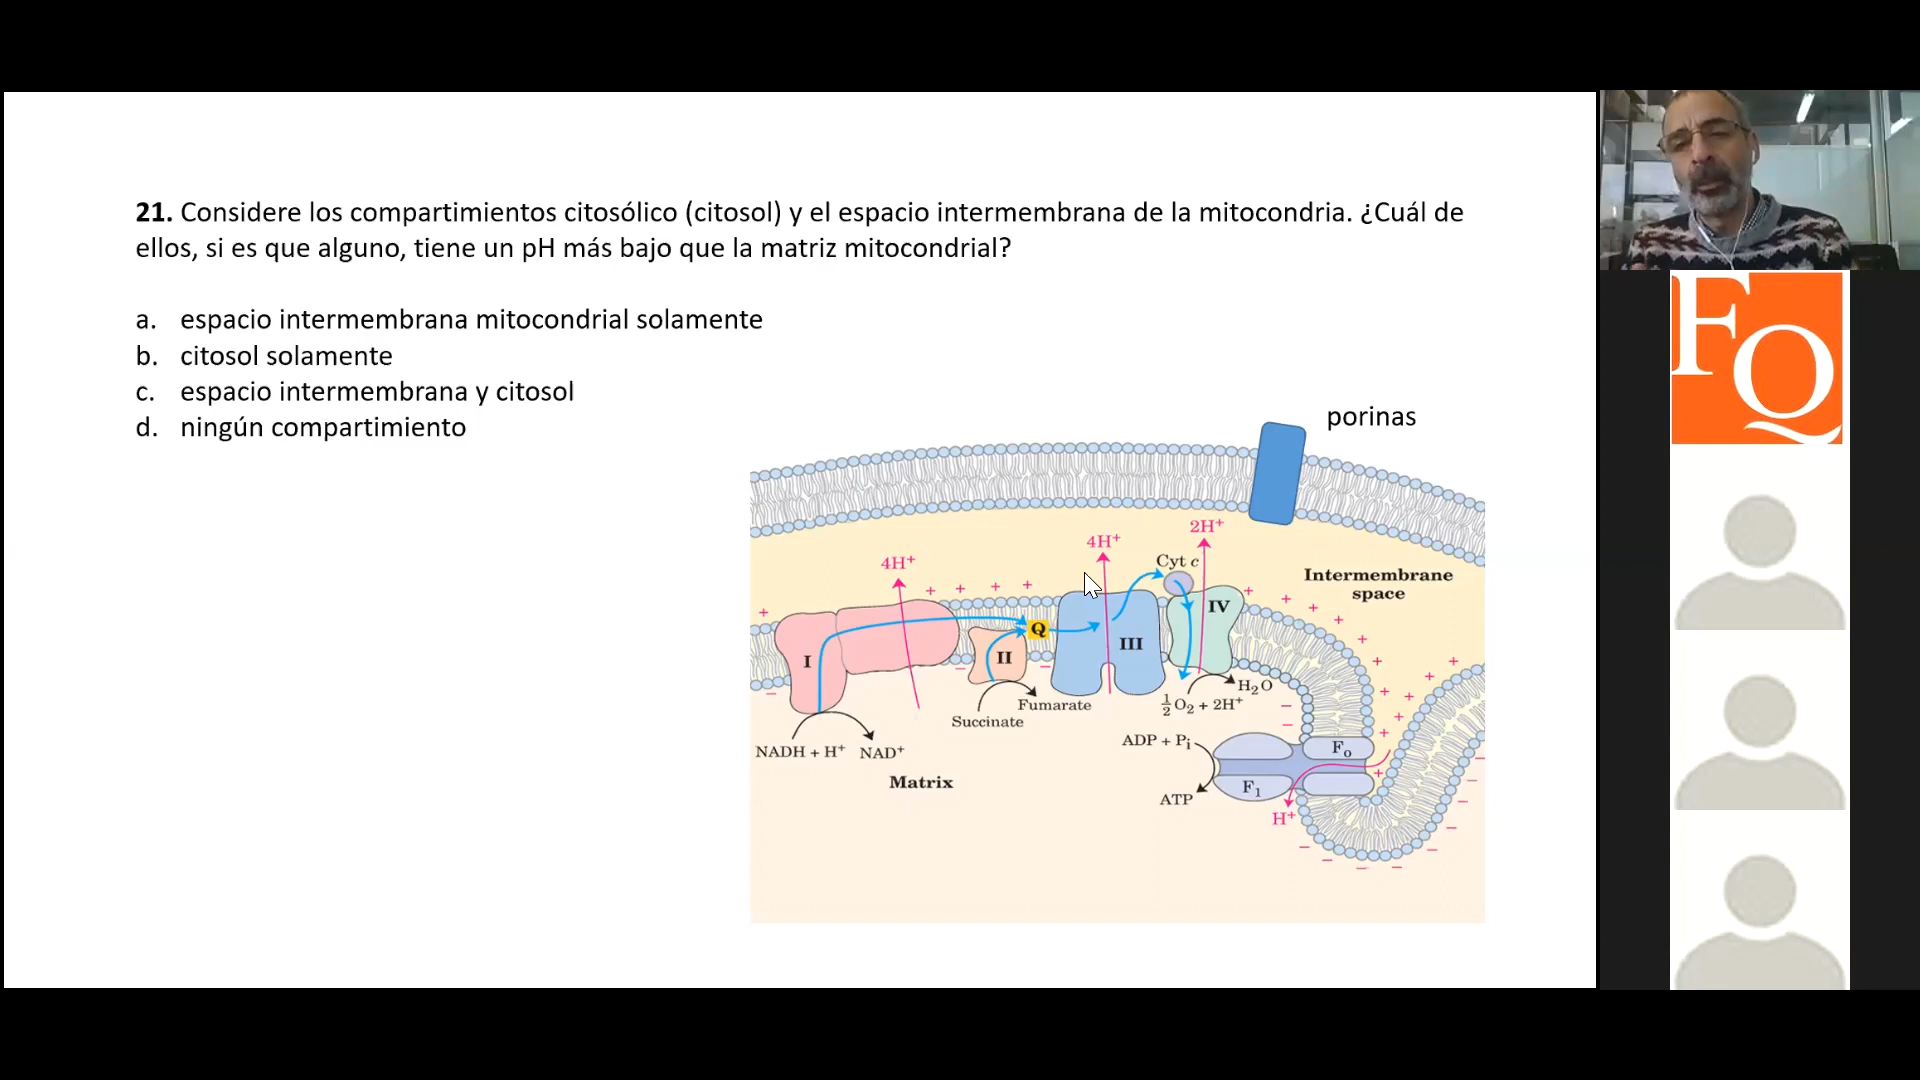 21. Considere los compartimientos citosólico (citosol) y el espacio intermembrana de la mitocondria. ¿Cuál de
ellos, si es que alguno, tiene un pH más bajo que la matriz mitocondrial?
a. espacio intermembrana mitocondrial solamente
b. citosol solamente
c. espacio intermembrana y citosol
d. ningún compartimiento
porinas
4H⁺
4H⁺
2H⁺
Cyt c
Intermembrane
space
I
II
Q
III
IV
NADH + H⁺
NAD⁺
Succinate
Fumarate
½O₂ + 2H⁺
H₂O
ADP + Pi
ATP
F₁
Fo
H⁺
Matrix
FQ